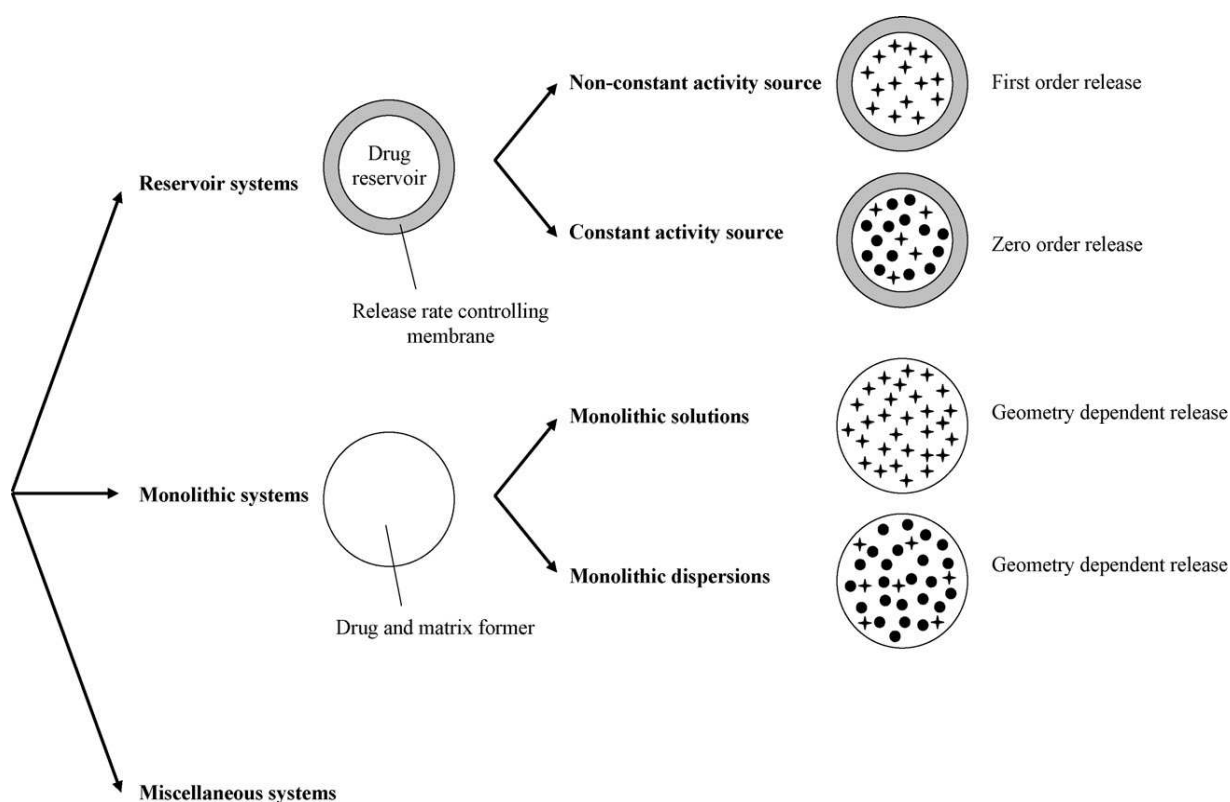 Non-constant activity source
First order release
Drug
reservoir
Reservoir systems
Constant activity source
Zero order release
Release rate controlling
membrane
Monolithic solutions
Geometry dependent release
Monolithic systems
Monolithic dispersions
Geometry dependent release
Drug and matrix former
Miscellaneous systems